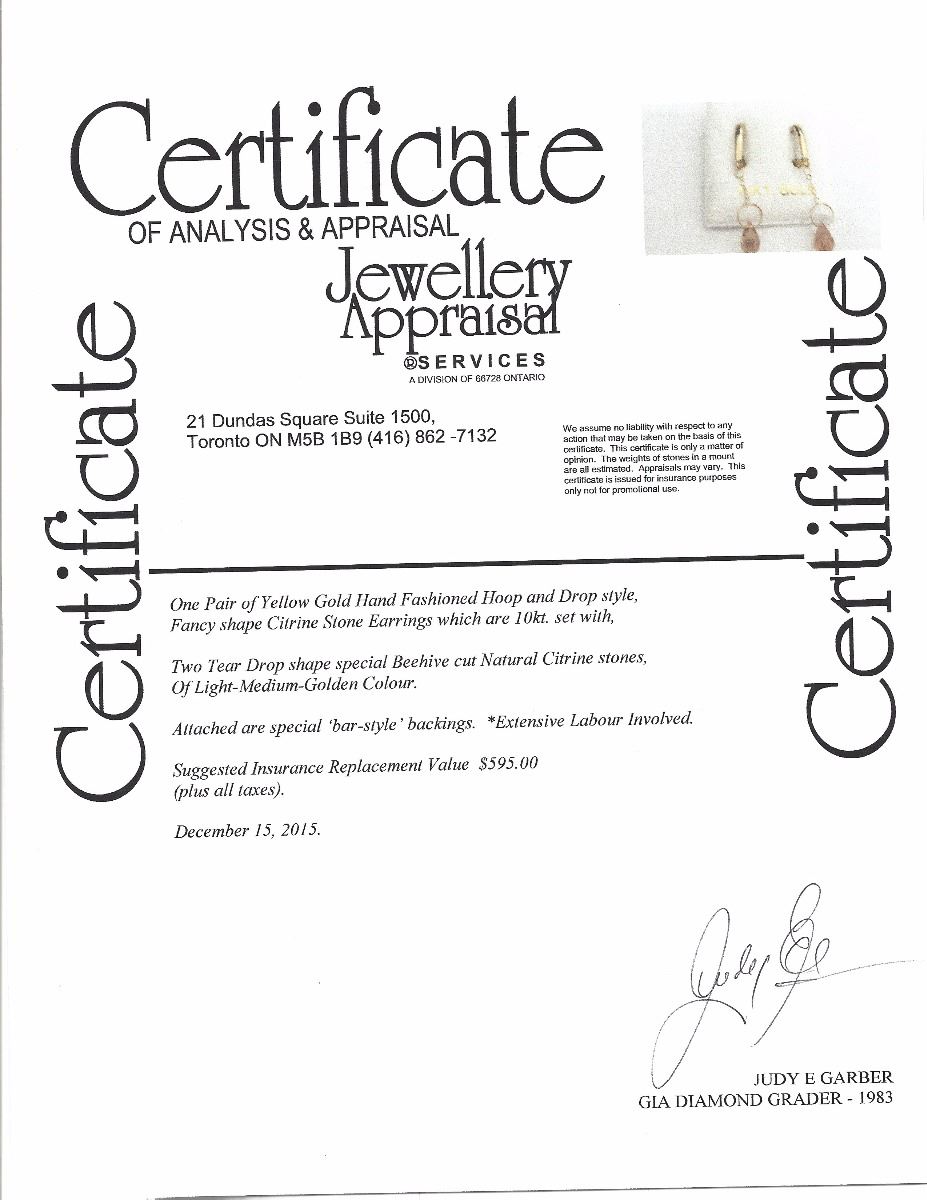 Certificate
OF ANALYSIS & APPRAISAL
Jewellery
Appraisal
®SERVICES
A DIVISION OF 66728 ONTARIO
Certificate
Certificate
21 Dundas Square Suite 1500,
Toronto ON M5B 1B9 (416) 862 -7132
We assume no liability with respect to any
action that may be taken on the basis of this
certificate. This certificate is only a matter of
opinion. The weights of stones in a mount
are all estimated. Appraisals may vary. This
certificate is issued for insurance purposes
only not for promotional use.
One Pair of Yellow Gold Hand Fashioned Hoop and Drop style,
Fancy shape Citrine Stone Earrings which are 10kt. set with,
Two Tear Drop shape special Beehive cut Natural Citrine stones,
Of Light-Medium-Golden Colour.
Attached are special 'bar-style' backings. *Extensive Labour Involved.
Suggested Insurance Replacement Value $595.00
(plus all taxes).
December 15, 2015.
Judy
JUDY E GARBER
GIA DIAMOND GRADER - 1983